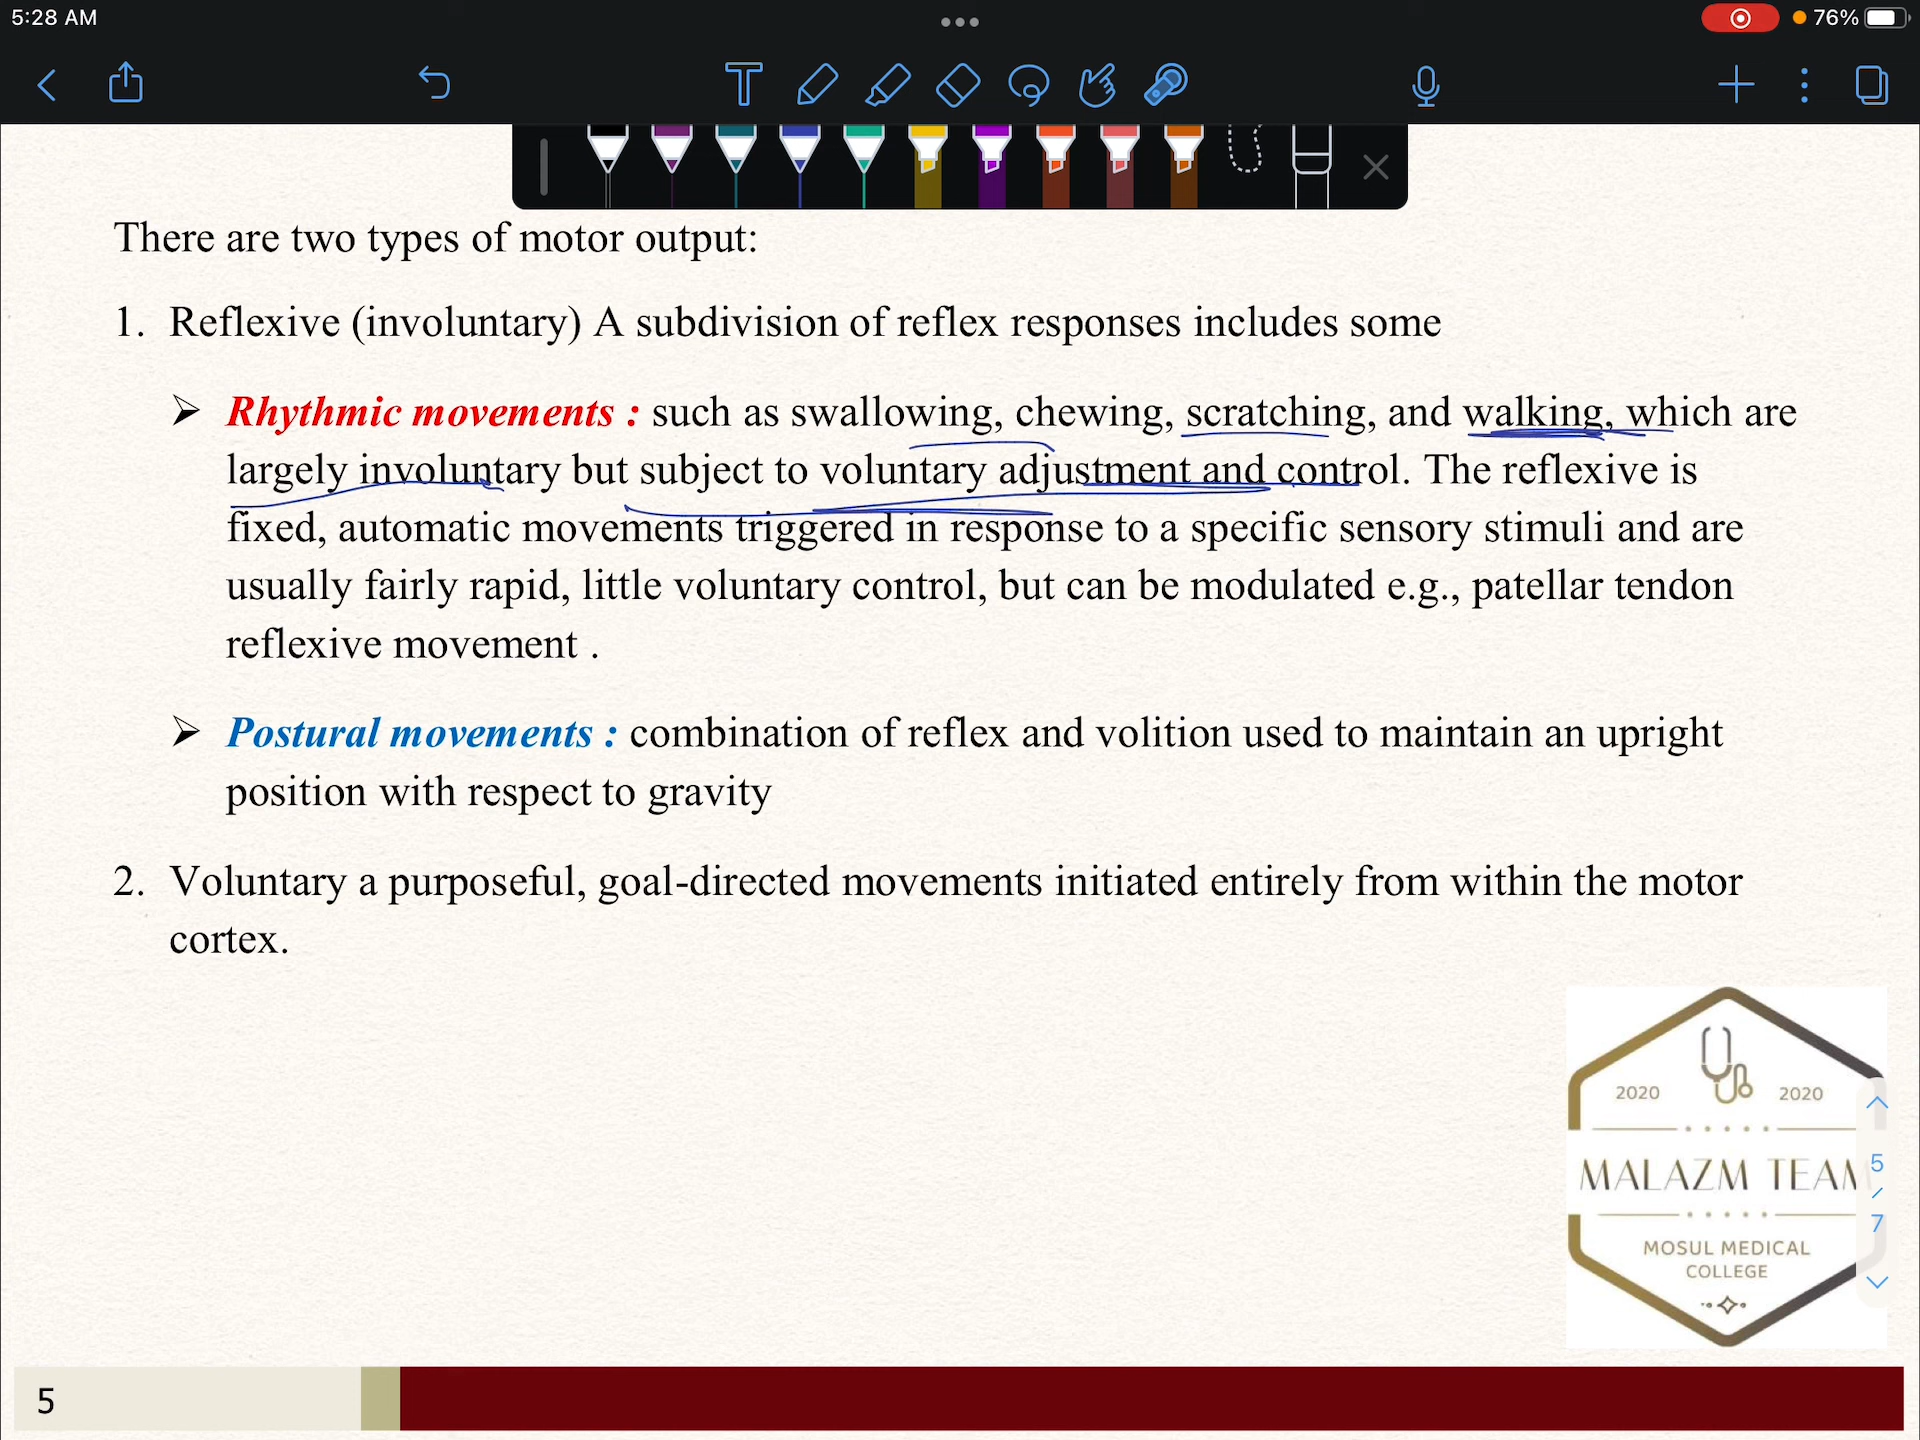 5:28 AM
76%
There are two types of motor output:
1. Reflexive (involuntary) A subdivision of reflex responses includes some
➢ Rhythmic movements : such as swallowing, chewing, scratching, and walking, which are
largely involuntary but subject to voluntary adjustment and control. The reflexive is
fixed, automatic movements triggered in response to a specific sensory stimuli and are
usually fairly rapid, little voluntary control, but can be modulated e.g., patellar tendon
reflexive movement .
➢ Postural movements : combination of reflex and volition used to maintain an upright
position with respect to gravity
2. Voluntary a purposeful, goal-directed movements initiated entirely from within the motor
cortex.
2020 2020
MALAZM TEAM
MOSUL MEDICAL
COLLEGE
5
/
7
5